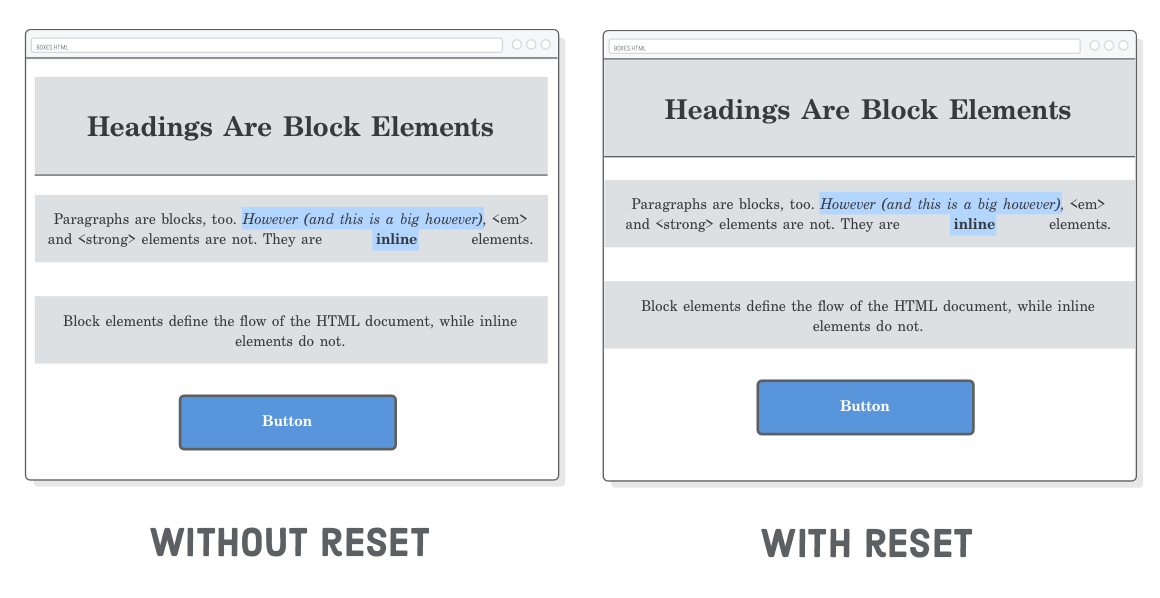 BOXES.HTML
Headings Are Block Elements
Paragraphs are blocks, too. However (and this is a big however), <em>
and <strong> elements are not. They are inline elements.
Block elements define the flow of the HTML document, while inline
elements do not.
Button
WITHOUT RESET
BOXES.HTML
Headings Are Block Elements
Paragraphs are blocks, too. However (and this is a big however), <em>
and <strong> elements are not. They are inline elements.
Block elements define the flow of the HTML document, while inline
elements do not.
Button
WITH RESET